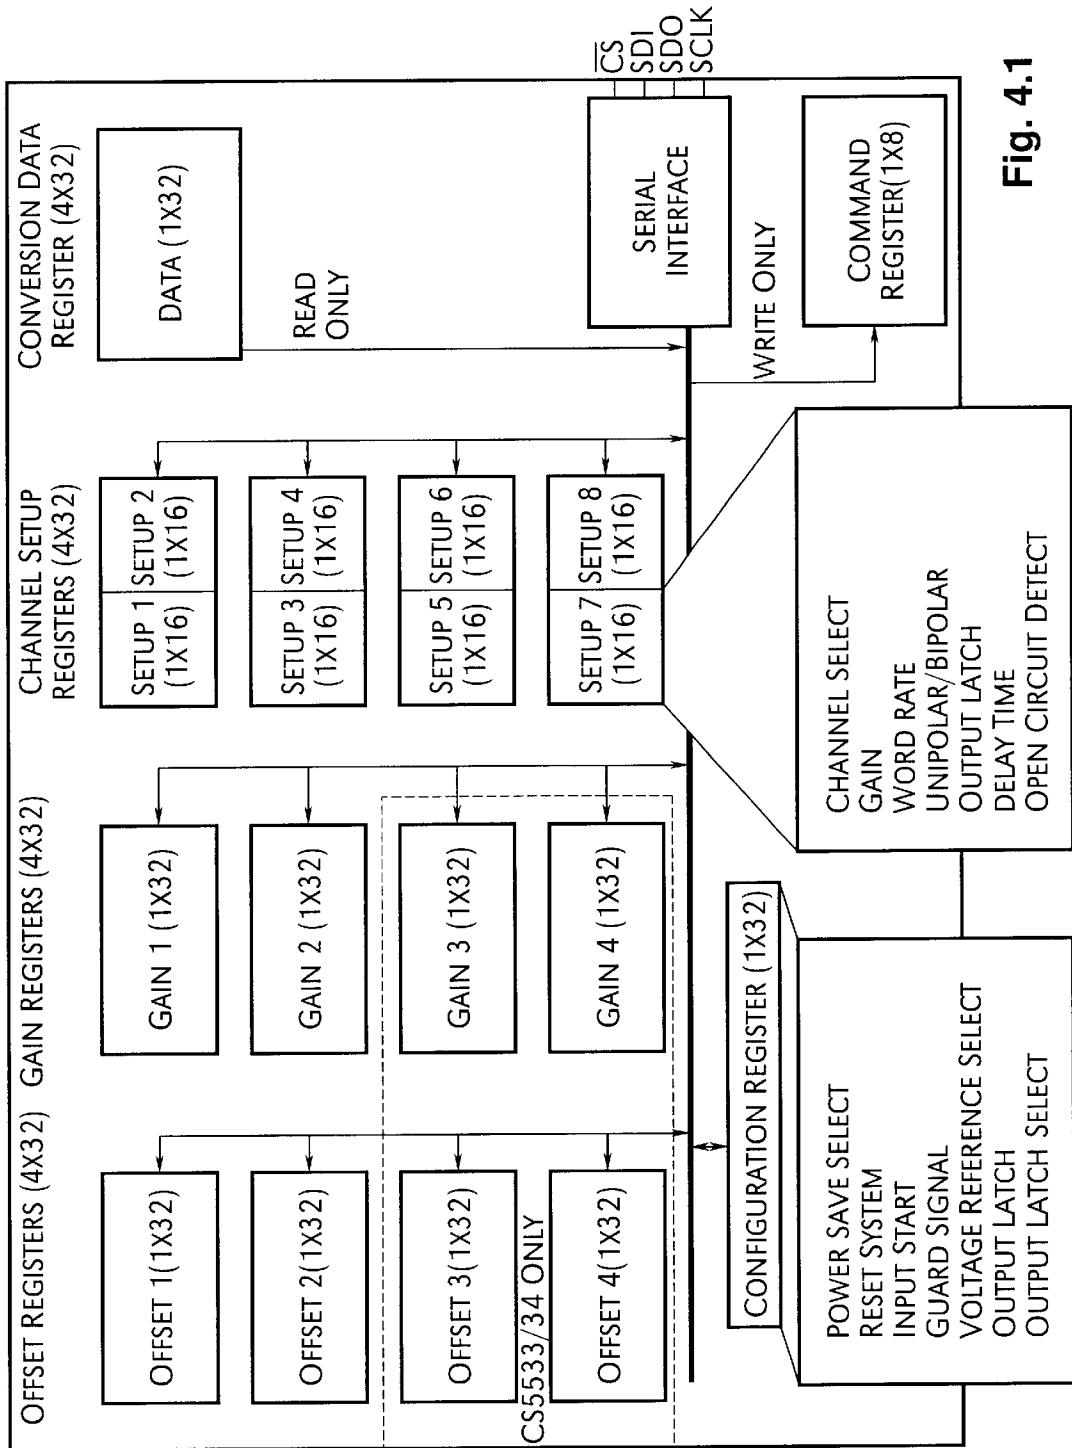 OFFSET REGISTERS (4X32)
GAIN REGISTERS (4X32)
CHANNEL SETUP
REGISTERS (4X32)
CONVERSION DATA
REGISTER (4X32)
OFFSET 1(1X32)
GAIN 1 (1X32)
SETUP 1
(1X16)
SETUP 2
(1X16)
DATA (1X32)
OFFSET 2(1X32)
GAIN 2 (1X32)
SETUP 3
(1X16)
SETUP 4
(1X16)
READ
ONLY
OFFSET 3(1X32)
GAIN 3 (1X32)
SETUP 5
(1X16)
SETUP 6
(1X16)
CS5533/34 ONLY
OFFSET 4(1X32)
GAIN 4 (1X32)
SETUP 7
(1X16)
SETUP 8
(1X16)
SERIAL
INTERFACE
CS
SDI
SDO
SCLK
CONFIGURATION REGISTER (1X32)
WRITE ONLY
COMMAND
REGISTER(1X8)
POWER SAVE SELECT
RESET SYSTEM
INPUT START
GUARD SIGNAL
VOLTAGE REFERENCE SELECT
OUTPUT LATCH
OUTPUT LATCH SELECT
CHANNEL SELECT
GAIN
WORD RATE
UNIPOLAR/BIPOLAR
OUTPUT LATCH
DELAY TIME
OPEN CIRCUIT DETECT
Fig. 4.1